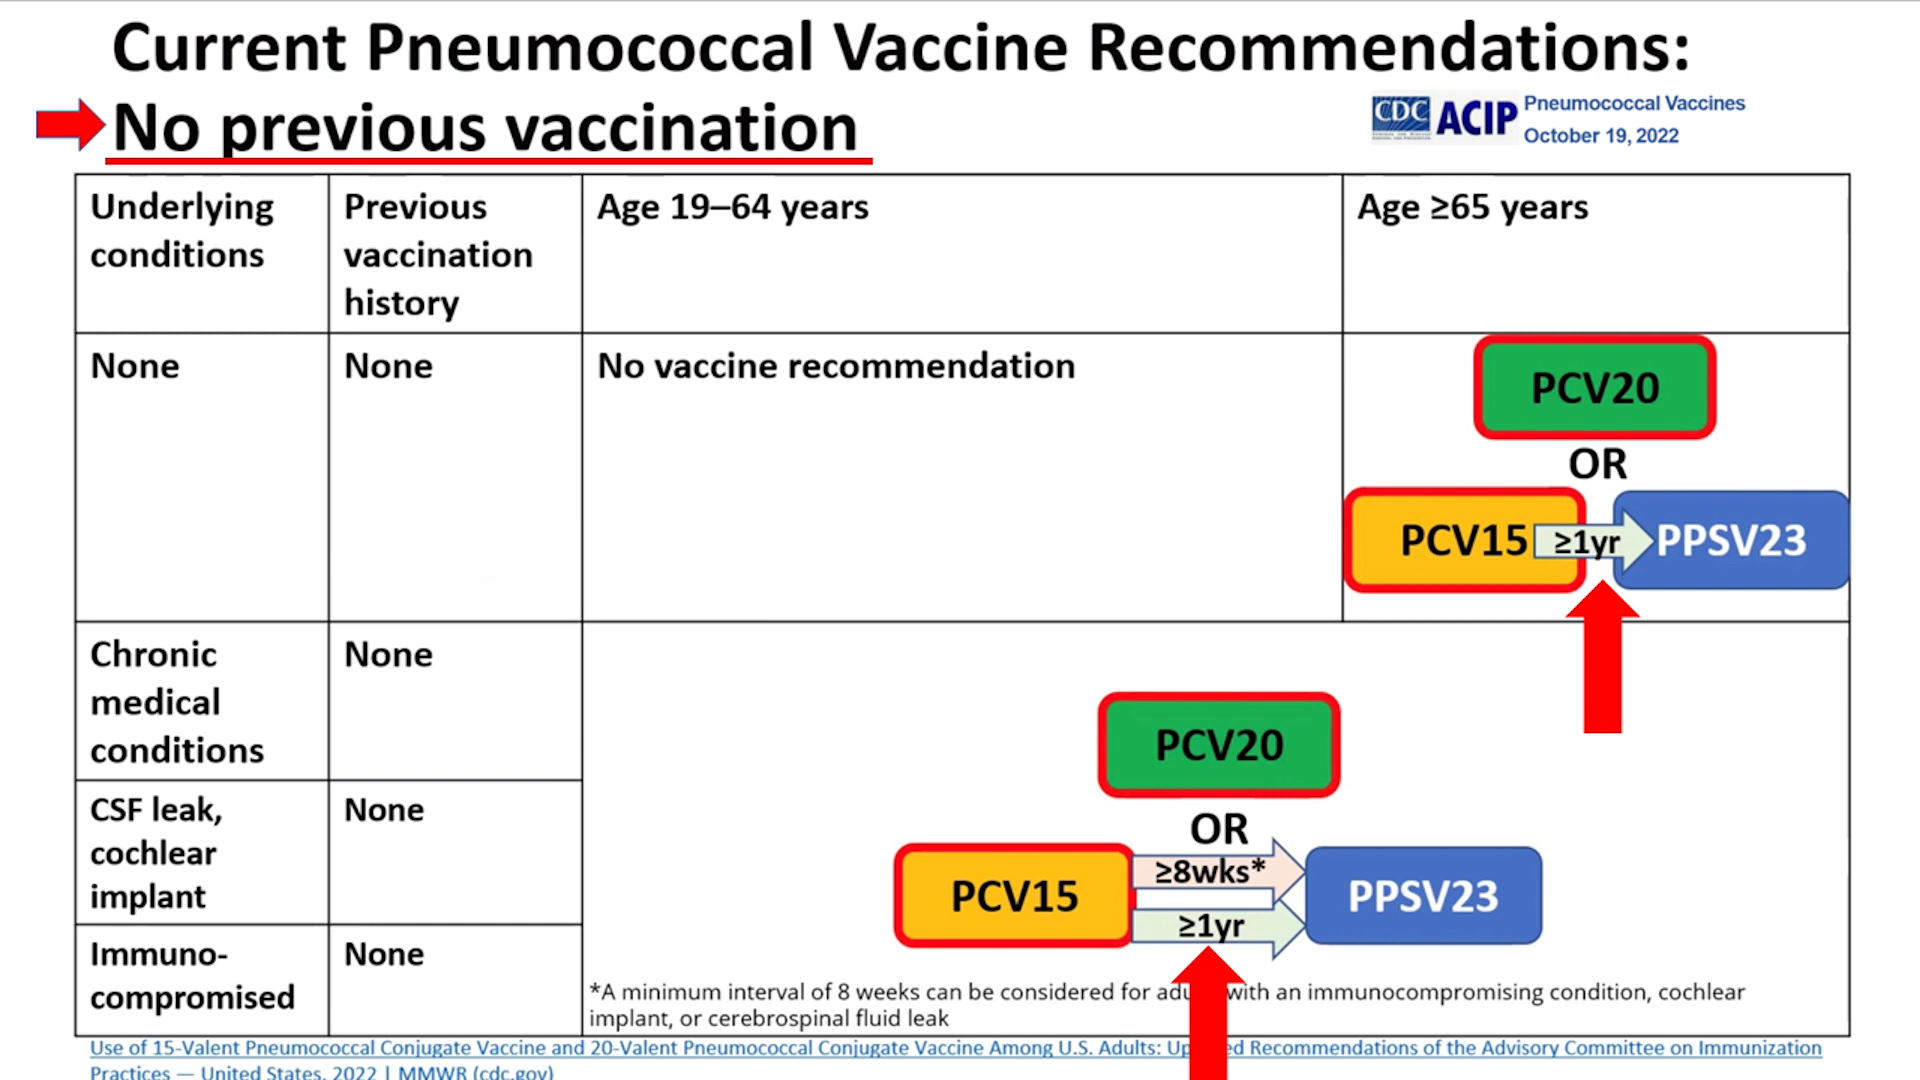 Current Pneumococcal Vaccine Recommendations:
No previous vaccination
CDC ACIP
Pneumococcal Vaccines
October 19, 2022
Underlying
conditions
Previous
vaccination
history
Age 19–64 years
Age ≥65 years
None
None
No vaccine recommendation
PCV20
OR
PCV15 ≥1yr PPSV23
Chronic
medical
conditions
None
CSF leak,
cochlear
implant
None
Immuno-
compromised
None
PCV20
OR
PCV15
≥8wks*
≥1yr
PPSV23
*A minimum interval of 8 weeks can be considered for with an immunocompromising condition, cochlear
implant, or cerebrospinal fluid leak
Use of 15-Valent Pneumococcal Conjugate Vaccine and 20-Valent Pneumococcal Conjugate Vaccine Among U.S. Adults: Recommendations of the Advisory Committee on Immunization
Practices — United States, 2022 | MMWR (cdc.gov)